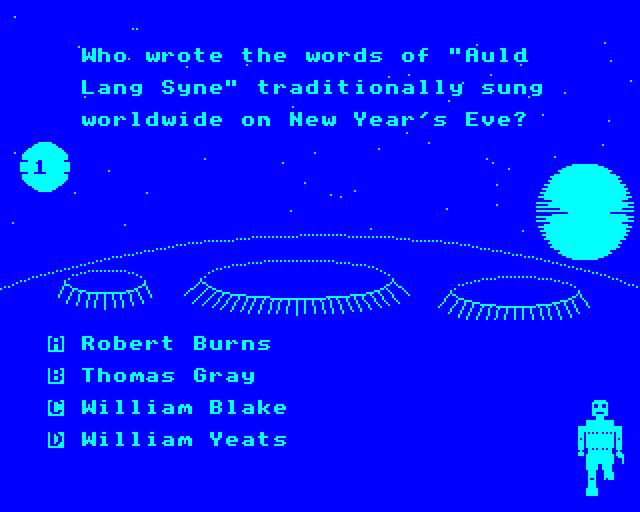 Who wrote the words of "Auld
Lang Syne" traditionally sung
worldwide on New Year's Eve?
1
A Robert Burns
B Thomas Gray
C William Blake
D William Yeats